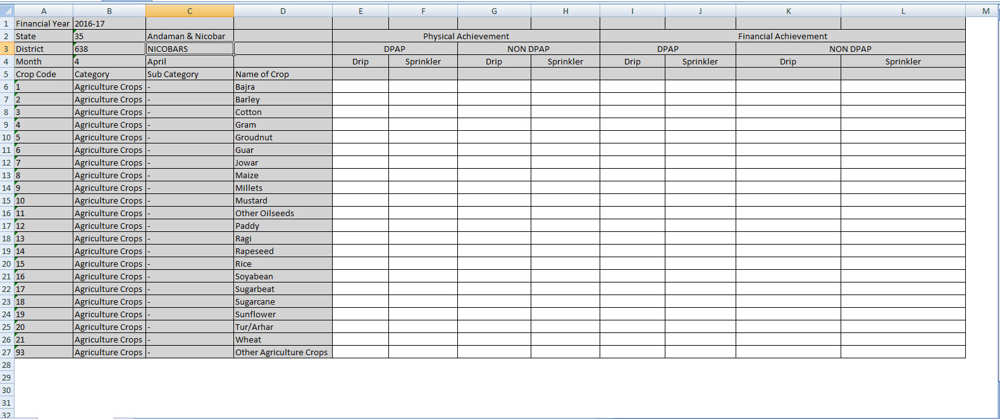 A B C D E F G H I J K L M
1 Financial Year 2016-17
2 State 35 Andaman & Nicobar Physical Achievement Financial Achievement
3 District 638 NICOBARS DPAP NON DPAP DPAP NON DPAP
4 Month 4 April Drip Sprinkler Drip Sprinkler Drip Sprinkler Drip Sprinkler
5 Crop Code Category Sub Category Name of Crop
6 1 Agriculture Crops - Bajra
7 2 Agriculture Crops - Barley
8 3 Agriculture Crops - Cotton
9 4 Agriculture Crops - Gram
10 5 Agriculture Crops - Groudnut
11 6 Agriculture Crops - Guar
12 7 Agriculture Crops - Jowar
13 8 Agriculture Crops - Maize
14 9 Agriculture Crops - Millets
15 10 Agriculture Crops - Mustard
16 11 Agriculture Crops - Other Oilseeds
17 12 Agriculture Crops - Paddy
18 13 Agriculture Crops - Ragi
19 14 Agriculture Crops - Rapeseed
20 15 Agriculture Crops - Rice
21 16 Agriculture Crops - Soyabean
22 17 Agriculture Crops - Sugarbeat
23 18 Agriculture Crops - Sugarcane
24 19 Agriculture Crops - Sunflower
25 20 Agriculture Crops - Tur/Arhar
26 21 Agriculture Crops - Wheat
27 93 Agriculture Crops - Other Agriculture Crops
28
29
30
31
32